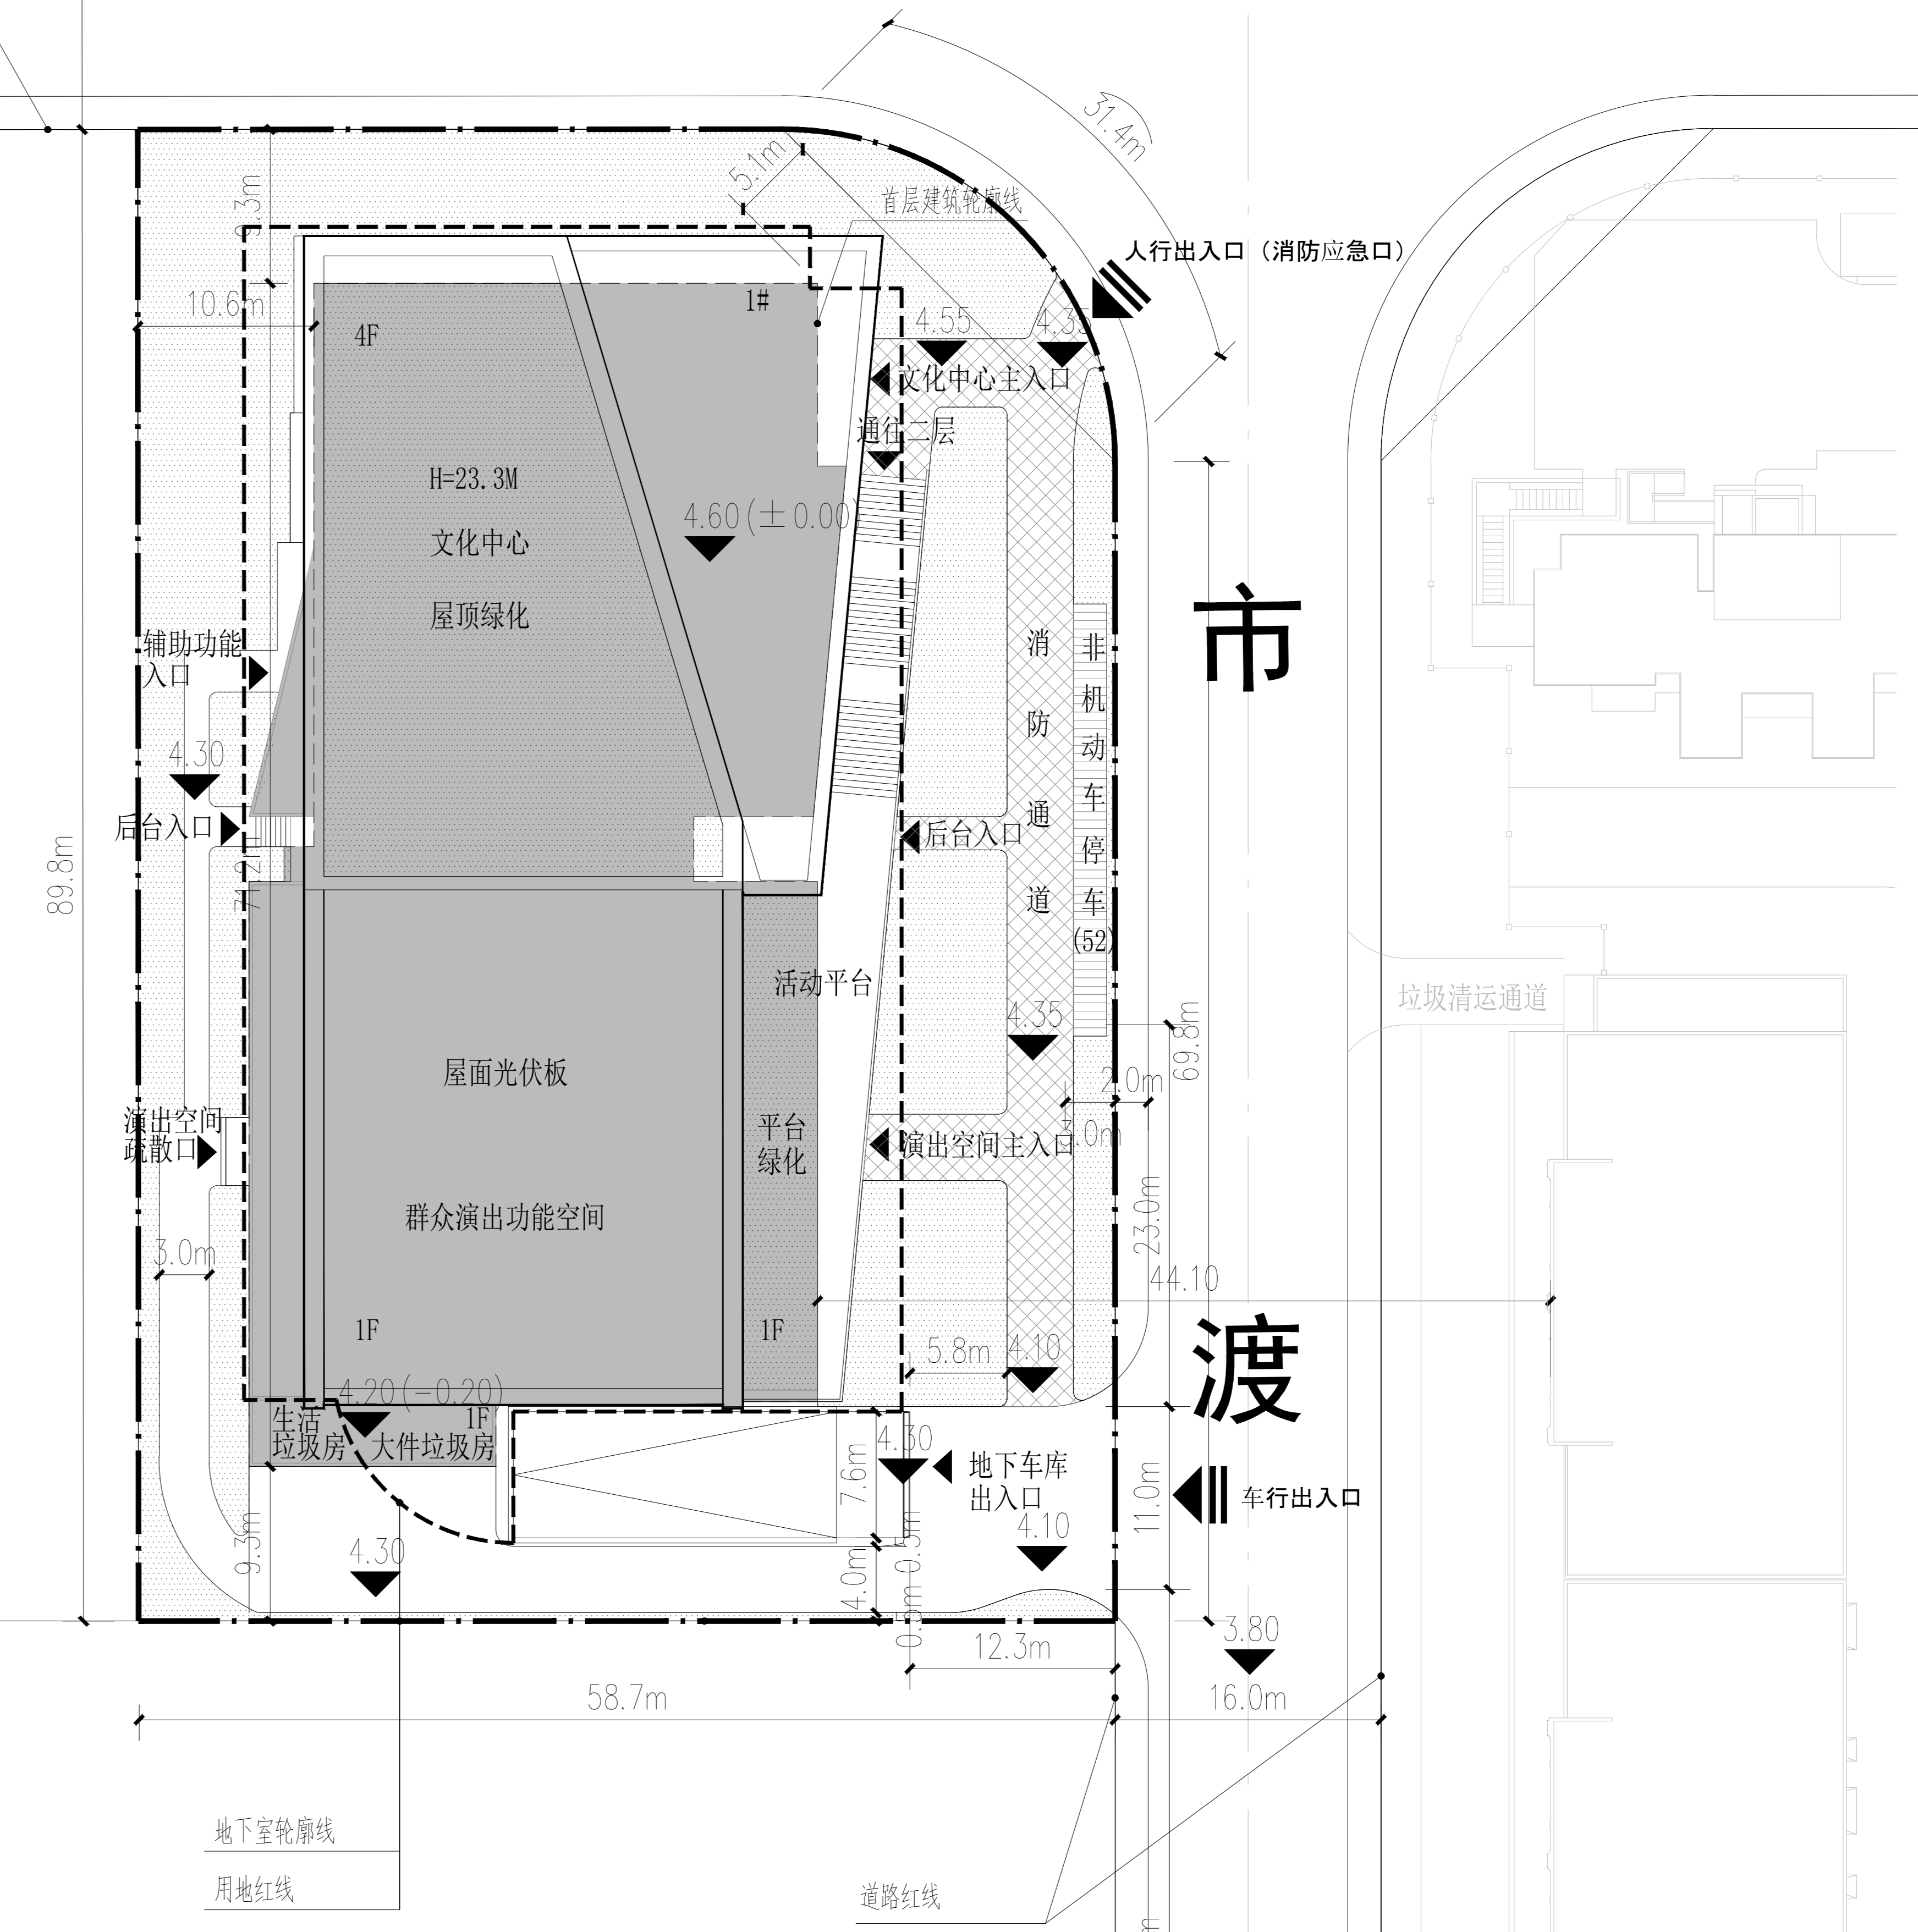 31.4m
5.1m
首层建筑轮廓线
9.3m
人行出入口（消防应急口）
10.6m
1#
4F
4.55
4.35
文化中心主入口
通往二层
H=23.3M
4.60(±0.00)
文化中心
屋顶绿化
市
辅助功能
入口
消防通道
非机动车停车
(52)
4.30
后台入口
后台入口
71.2m
89.8m
活动平台
垃圾清运通道
4.35
69.8m
屋面光伏板
2.0m
3.0m
演出空间
疏散口
平台
绿化
演出空间主入口
群众演出功能空间
23.0m
3.0m
44.10
1F
1F
渡
5.8m
4.10
4.20(-0.20)
生活
垃圾房
1F
大件垃圾房
4.30
地下车库
出入口
7.6m
11.0m
车行出入口
4.10
9.3m
4.30
4.0m
0.5m
0.5m
12.3m
3.80
58.7m
16.0m
地下室轮廓线
用地红线
道路红线